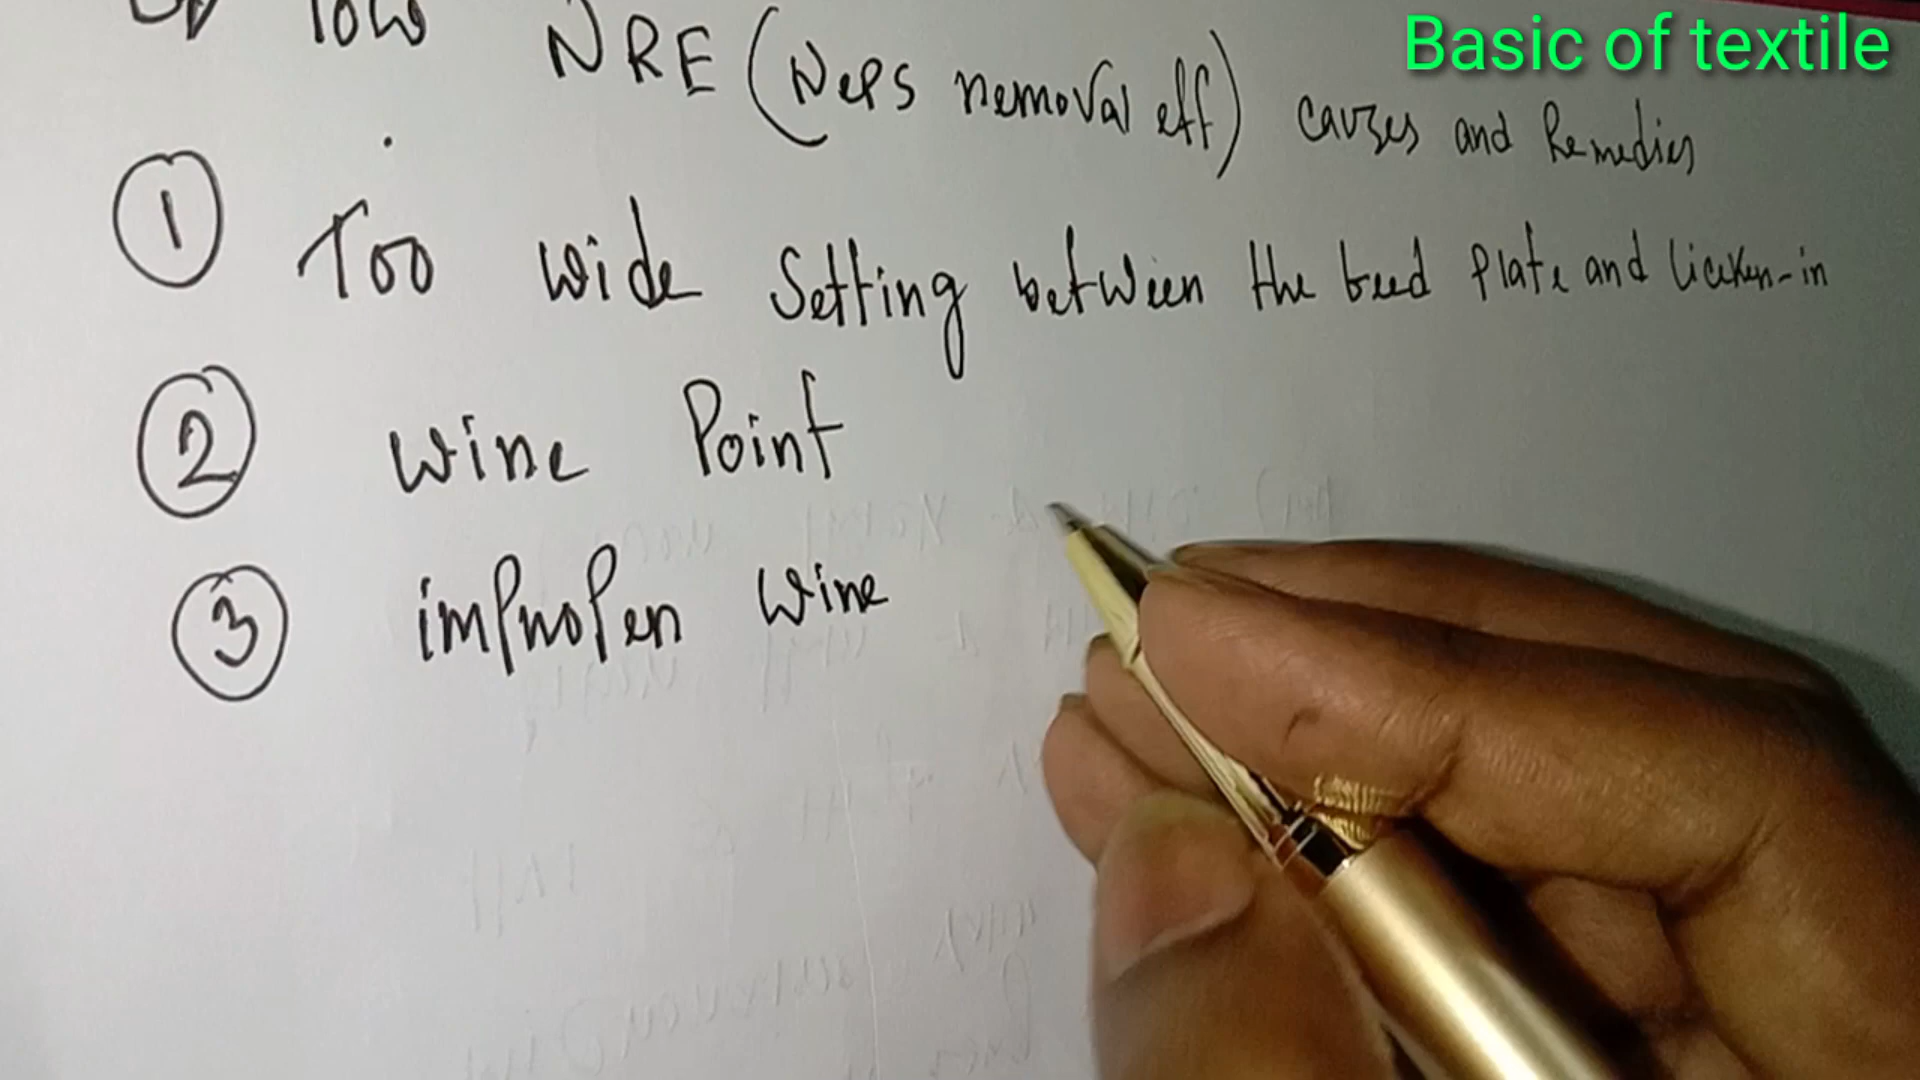 Basic of textile
low NRE (Neps removal eff) causes and Remedies
① Too wide Setting between the feed Plate and licker-in
② wire Point
③ improper wire